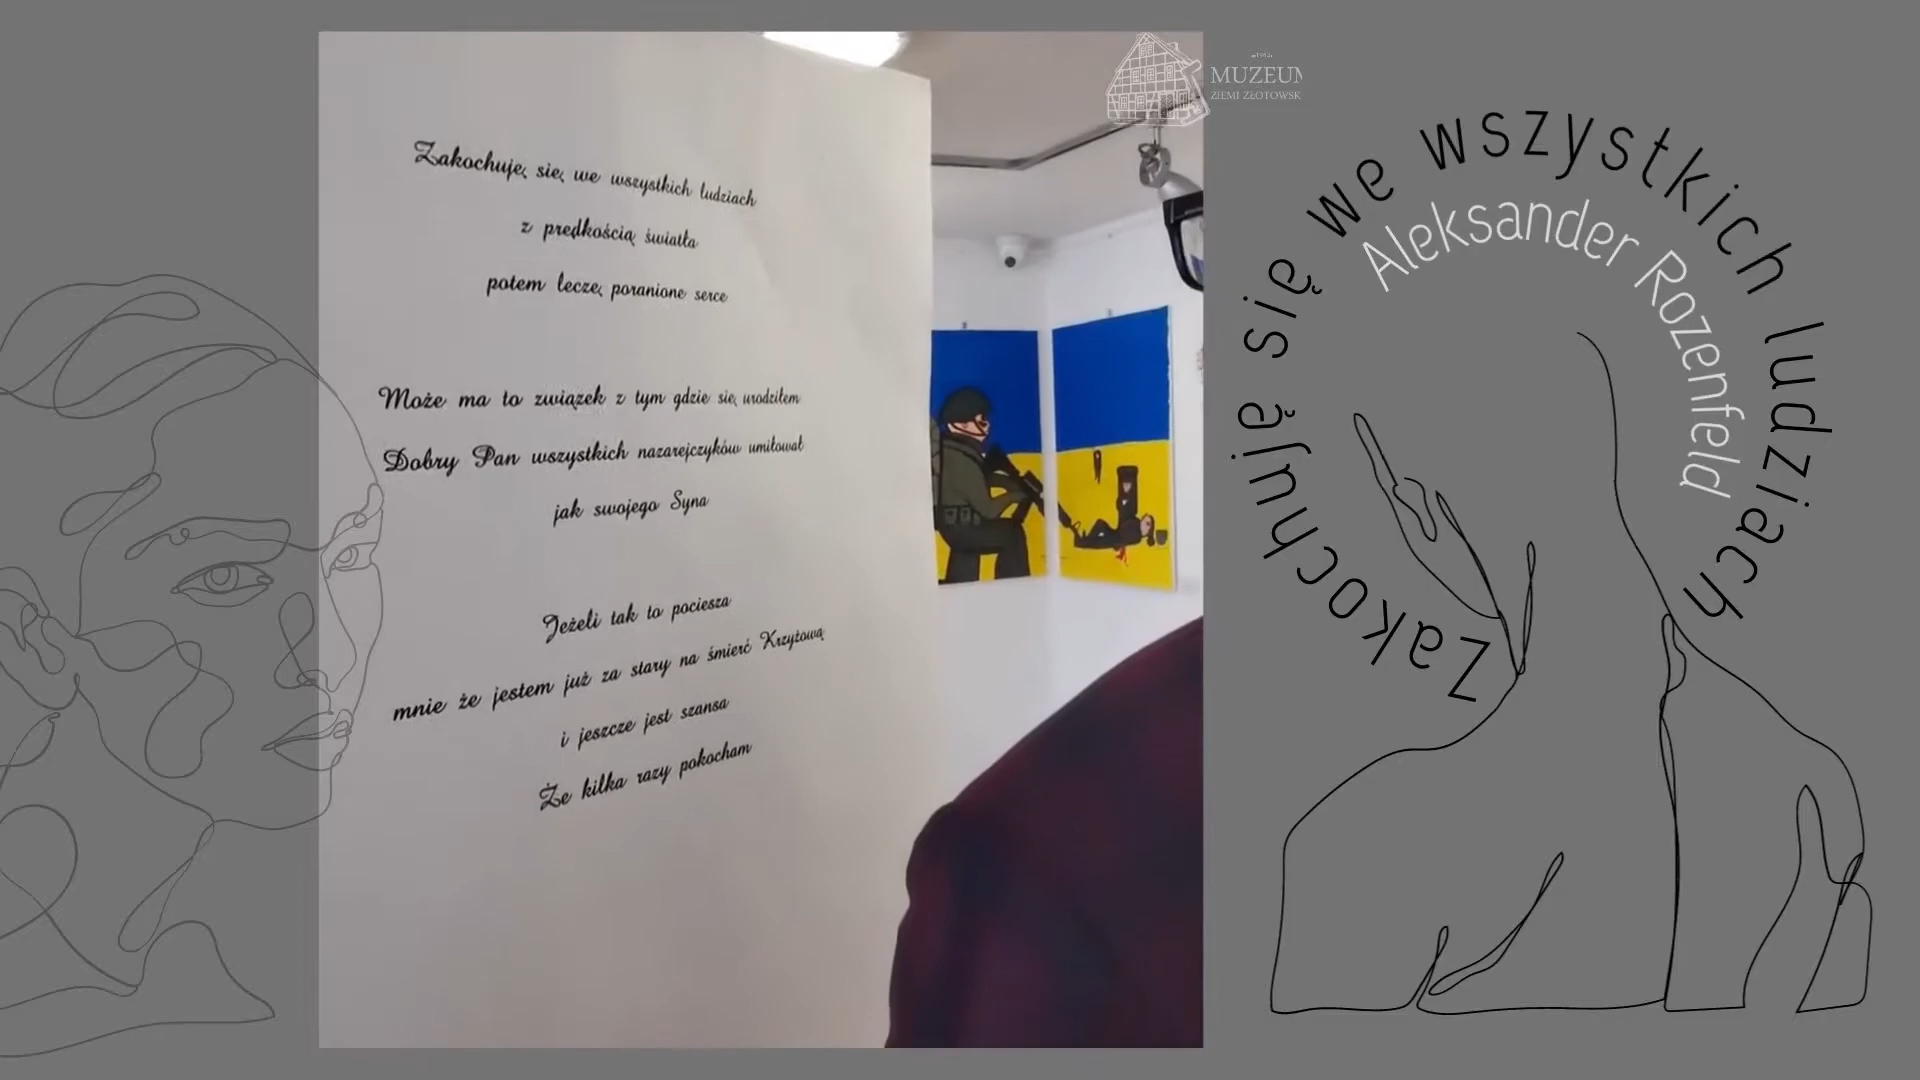 Zakochuję się we wszystkich ludziach
z prędkością światła
potem leczę poranione serce
Może ma to związek z tym gdzie się urodziłem
Dobry Pan wszystkich nazarejczyków umiłował
jak swojego Syna
Jeżeli tak to pociesza
mnie że jestem już za stary na śmierć Krzyżową
i jeszcze jest szansa
Że kilka razy pokocham
MUZEUM
ZIEMI ZŁOTOWSK
Zakochuję się we wszystkich ludziach
Aleksander Rozenfeld